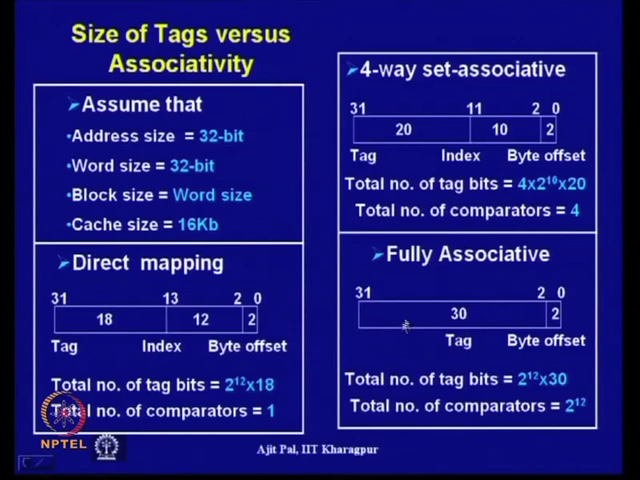 Size of Tags versus
Associativity
➢Assume that
•Address size = 32-bit
•Word size = 32-bit
•Block size = Word size
•Cache size = 16Kb
➢Direct mapping
31 13 2 0
18 12 2
Tag Index Byte offset
Total no. of tag bits = 2¹²x18
Total no. of comparators = 1
➢4-way set-associative
31 11 2 0
20 10 2
Tag Index Byte offset
Total no. of tag bits = 4x2¹⁰x20
Total no. of comparators = 4
➢Fully Associative
31 2 0
30 2
Tag Byte offset
Total no. of tag bits = 2¹²x30
Total no. of comparators = 2¹²
NPTEL
Ajit Pal, IIT Kharagpur